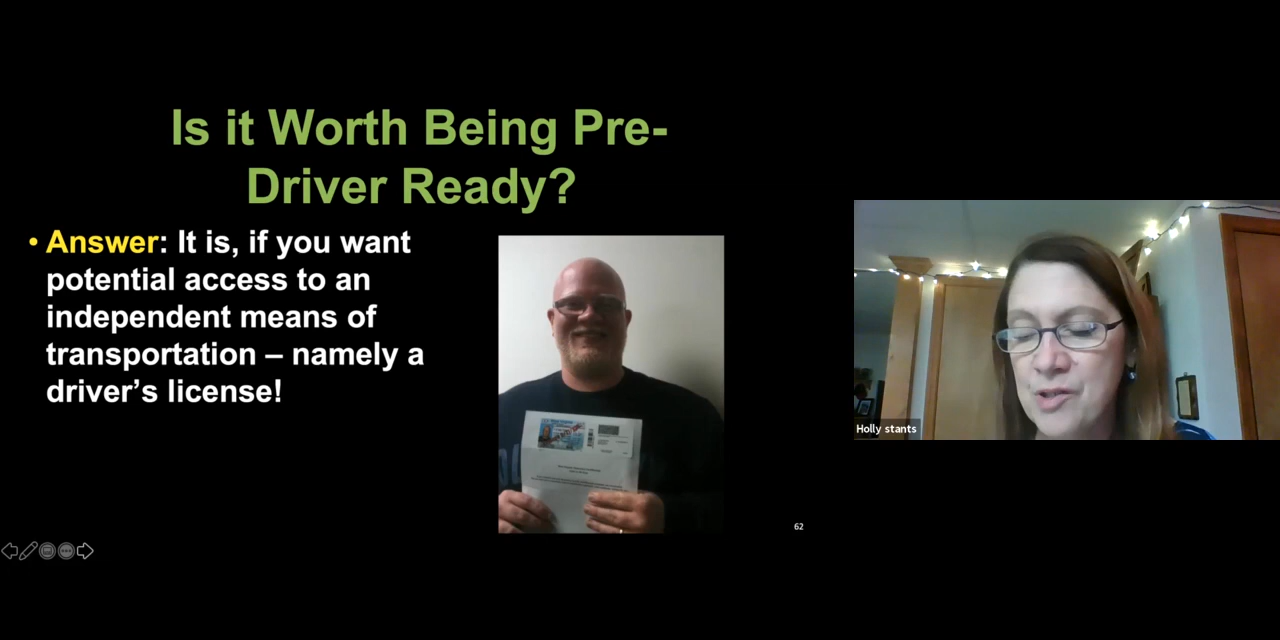 Is it Worth Being Pre-
Driver Ready?
• Answer: It is, if you want
potential access to an
independent means of
transportation – namely a
driver’s license!
62
Holly stants